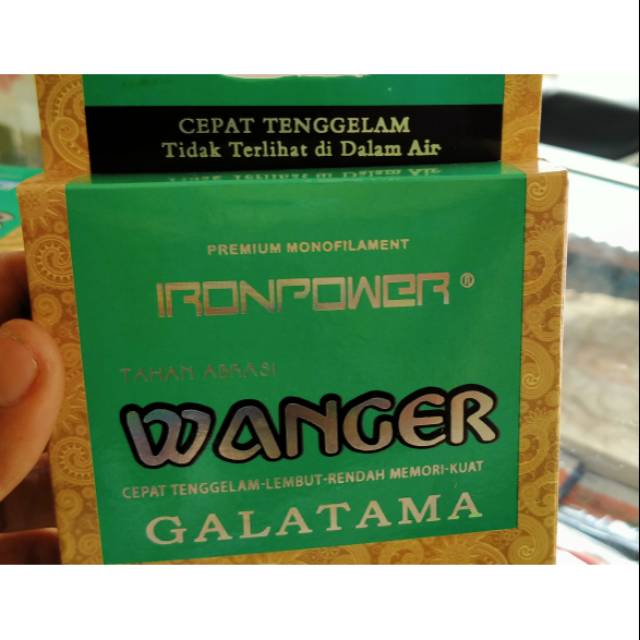 CEPAT TENGGELAM
Tidak Terlihat di Dalam Air
PREMIUM MONOFILAMENT
IRONPOWER®
TAHAN ABRASI
WANGER
CEPAT TENGGELAM-LEMBUT-RENDAH MEMORI-KUAT
GALATAMA